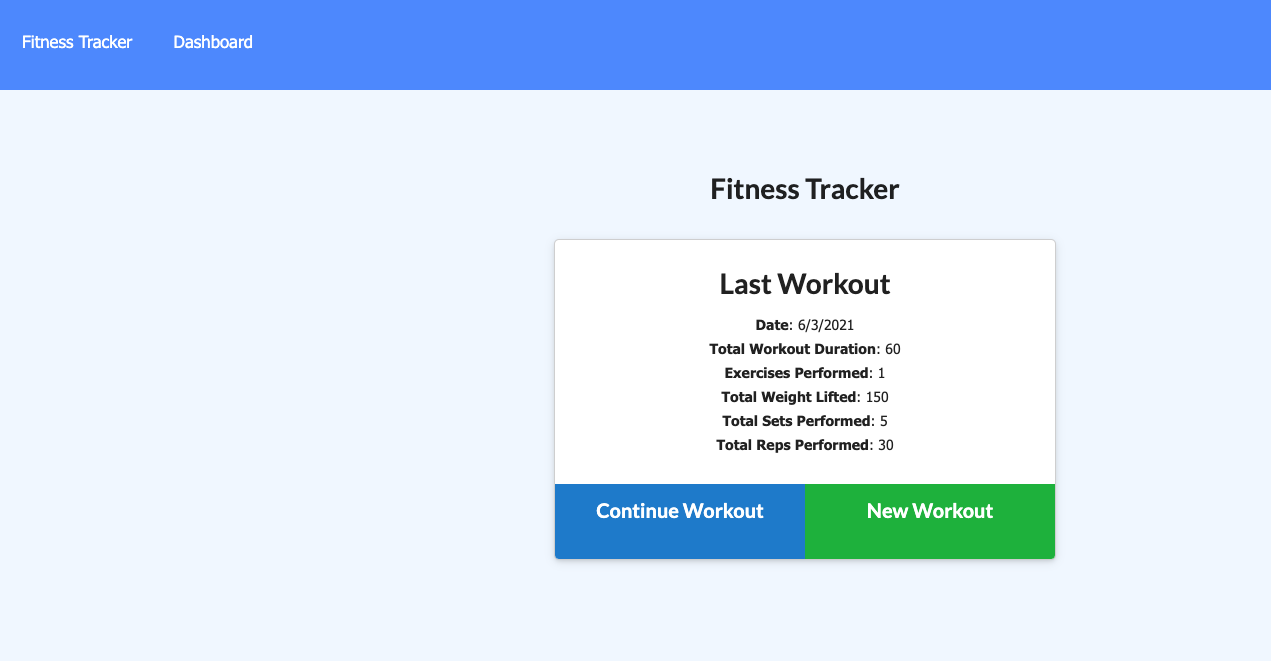 Fitness Tracker Dashboard
Fitness Tracker
Last Workout
Date: 6/3/2021
Total Workout Duration: 60
Exercises Performed: 1
Total Weight Lifted: 150
Total Sets Performed: 5
Total Reps Performed: 30
Continue Workout New Workout